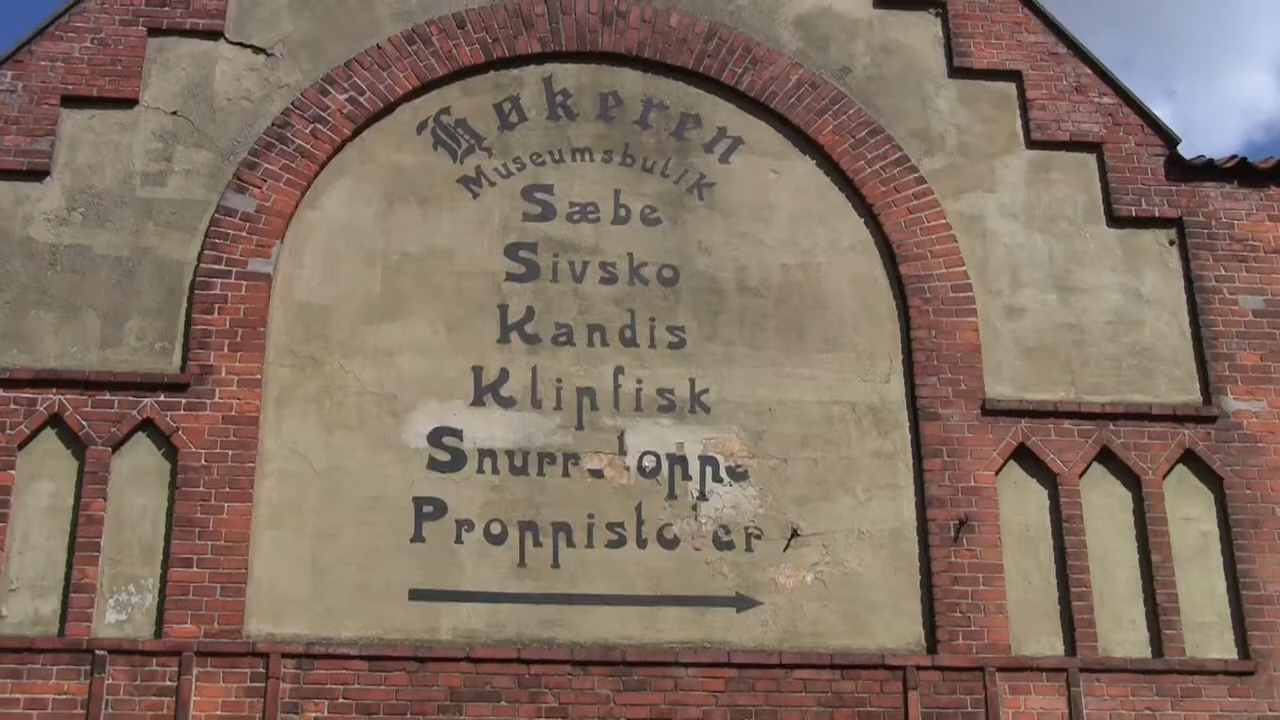 Høkeren
Museumsbutik
Sæbe
Sivsko
Kandis
Klipfisk
Snurretoppe
Proppistoler